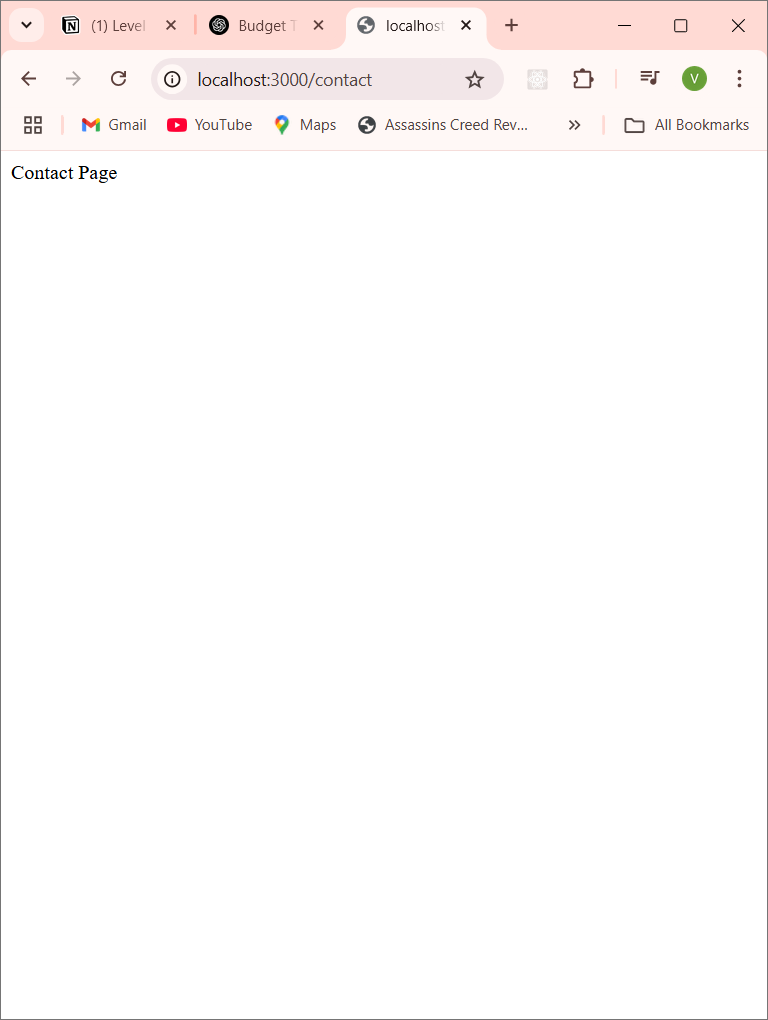 (1) Level
Budget T
localhost
localhost:3000/contact
V
Gmail
YouTube
Maps
Assassins Creed Rev...
All Bookmarks
Contact Page